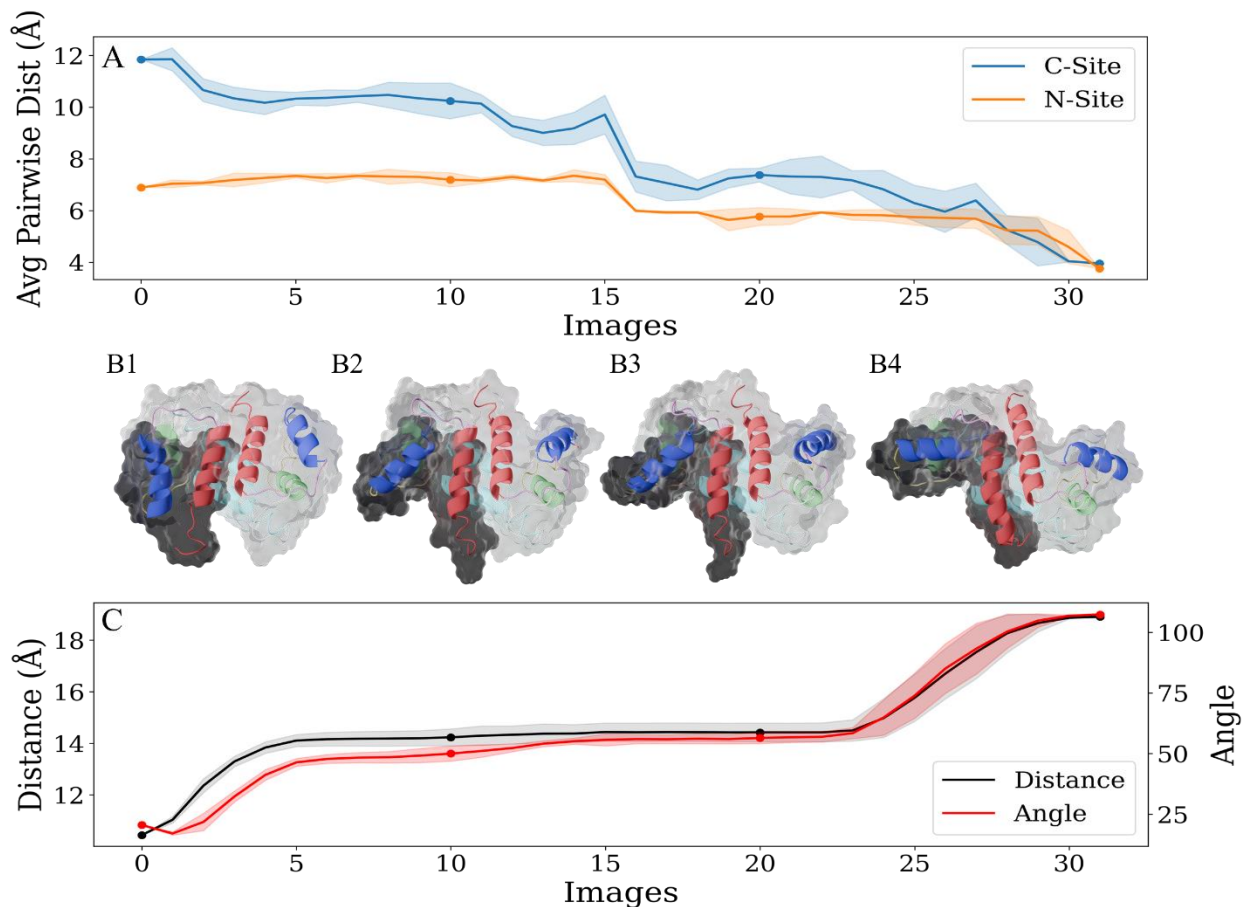 A
Avg Pairwise Dist (Å)
12
10
8
6
4
C-Site
N-Site
0 5 10 15 20 25 30
Images
B1 B2 B3 B4
C
Distance (Å)
18
16
14
12
100
75
50
25
Angle
Distance
Angle
0 5 10 15 20 25 30
Images